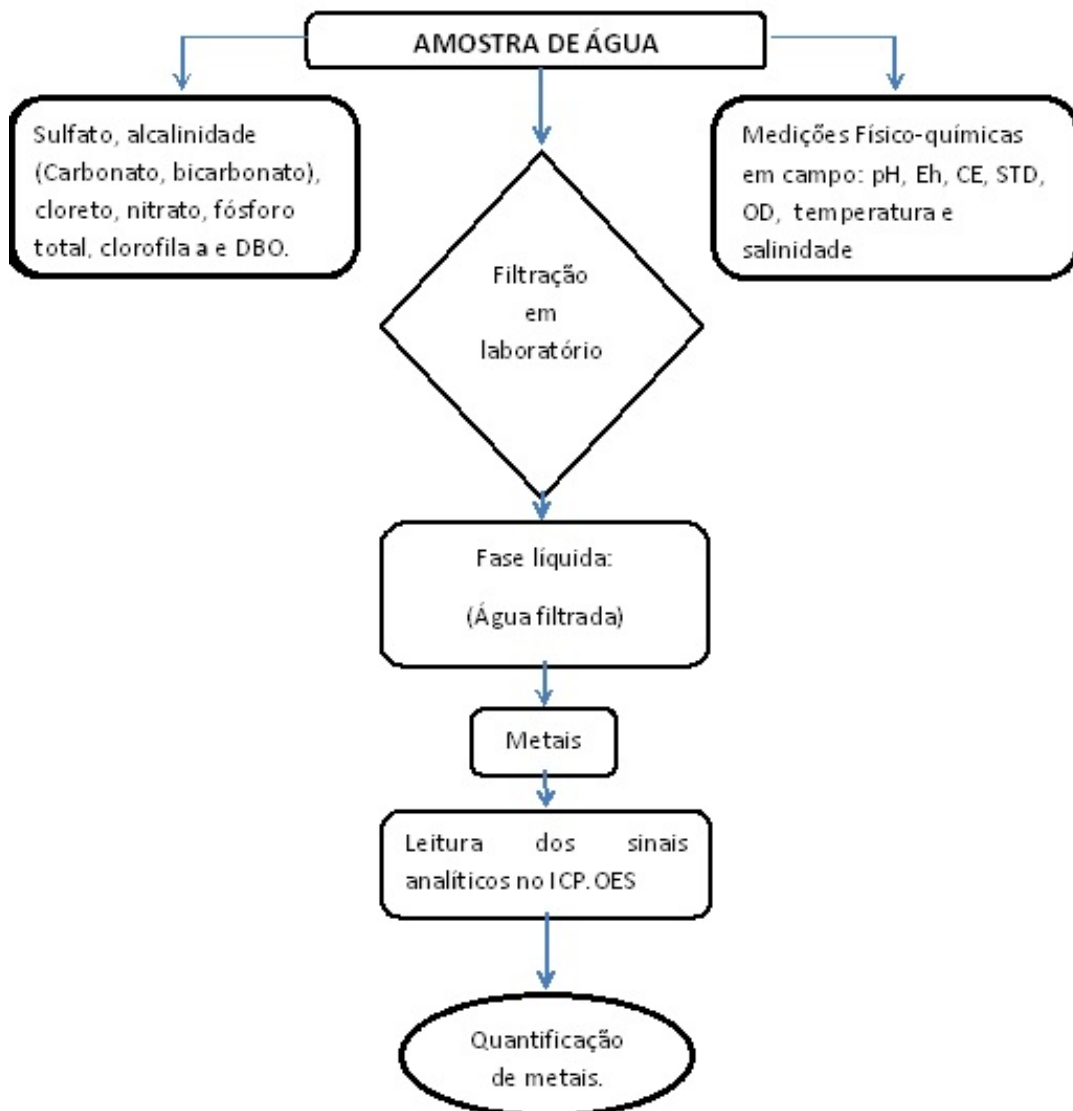 AMOSTRA DE ÁGUA
Sulfato, alcalinidade
(Carbonato, bicarbonato),
cloreto, nitrato, fósforo
total, clorofila a e DBO.
Medições Físico-químicas
em campo: pH, Eh, CE, STD,
OD, temperatura e
salinidade
Filtração
em
laboratório
Fase líquida:
(Água filtrada)
Metais
Leitura dos sinais
analíticos no ICP.OES
Quantificação
de metais.